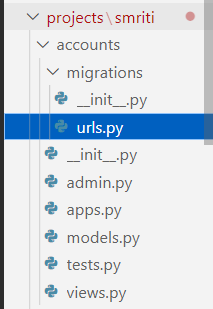 projects\smriti
accounts
migrations
__init__.py
urls.py
__init__.py
admin.py
apps.py
models.py
tests.py
views.py